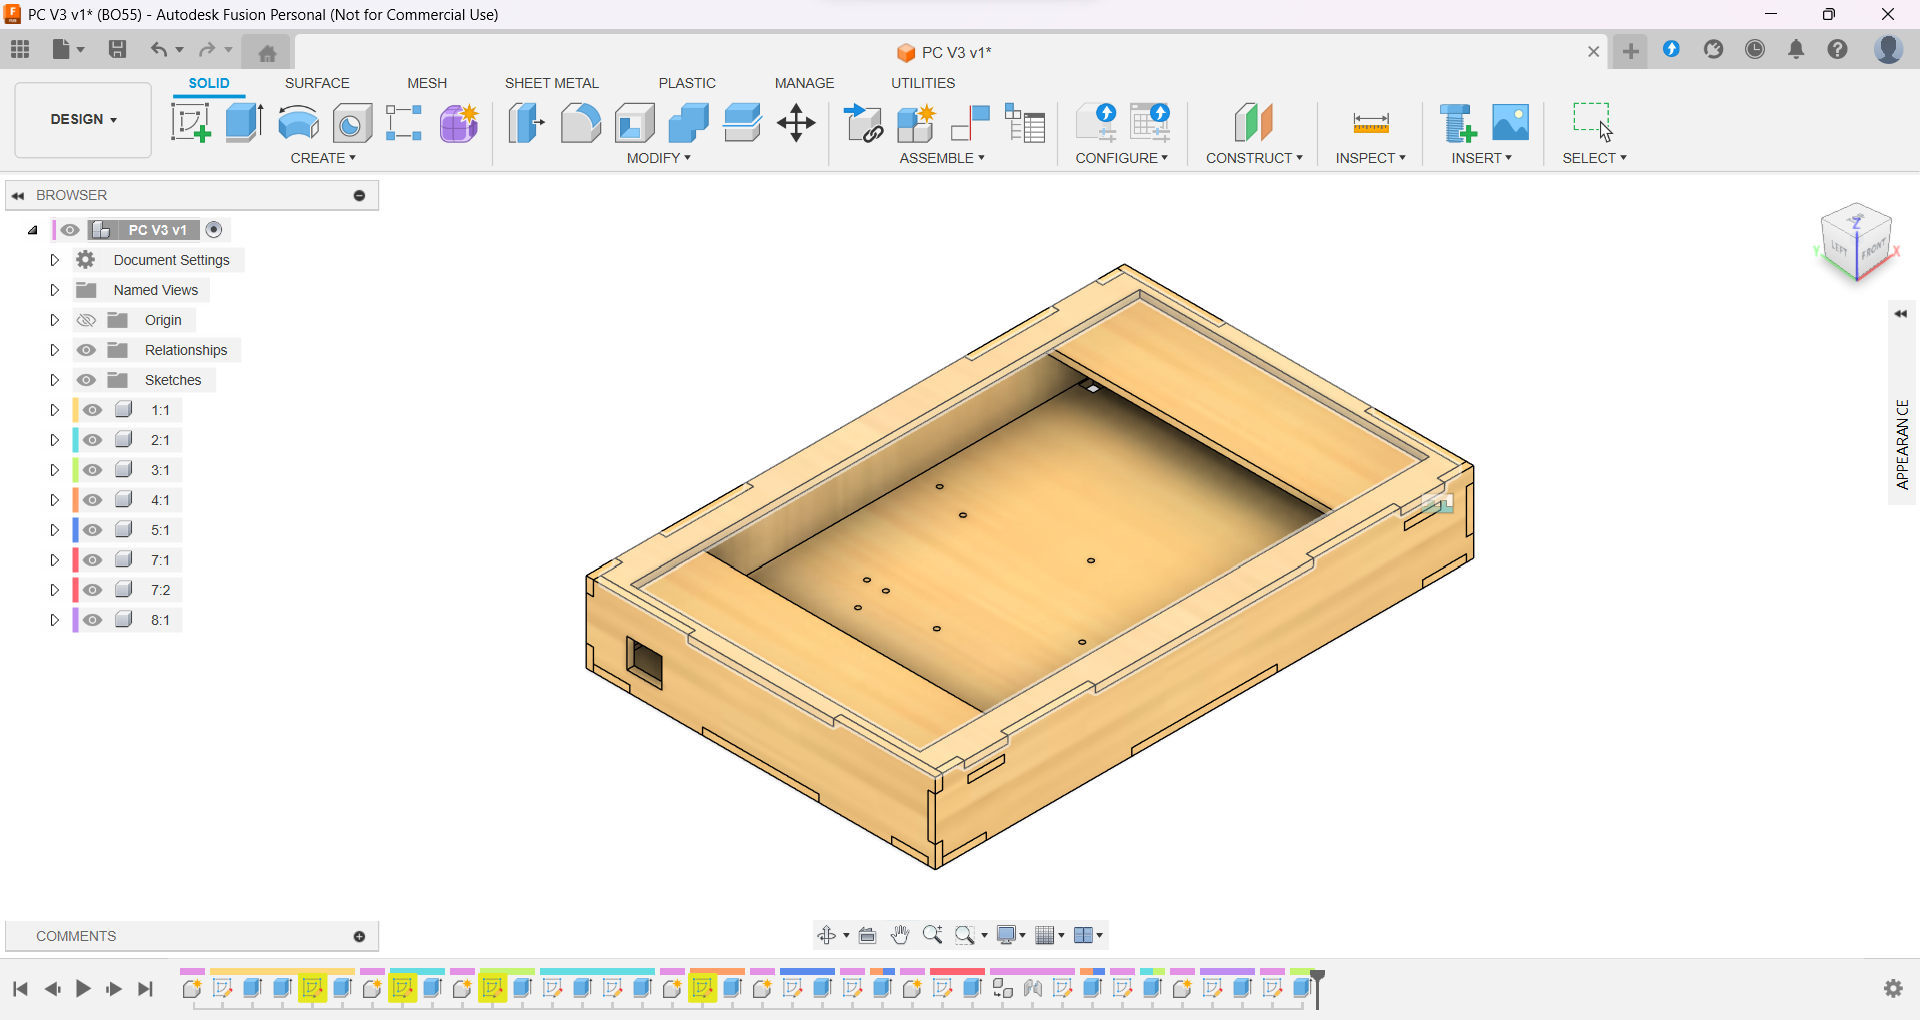 PC V3 v1* (BO55) - Autodesk Fusion Personal (Not for Commercial Use)
PC V3 v1*
DESIGN
SOLID
SURFACE
MESH
SHEET METAL
PLASTIC
MANAGE
UTILITIES
CREATE
MODIFY
ASSEMBLE
CONFIGURE
CONSTRUCT
INSPECT
INSERT
SELECT
BROWSER
PC V3 v1
Document Settings
Named Views
Origin
Relationships
Sketches
1:1
2:1
3:1
4:1
5:1
7:1
7:2
8:1
Z
Y
X
LEFT
FRONT
APPEARANCE
COMMENTS